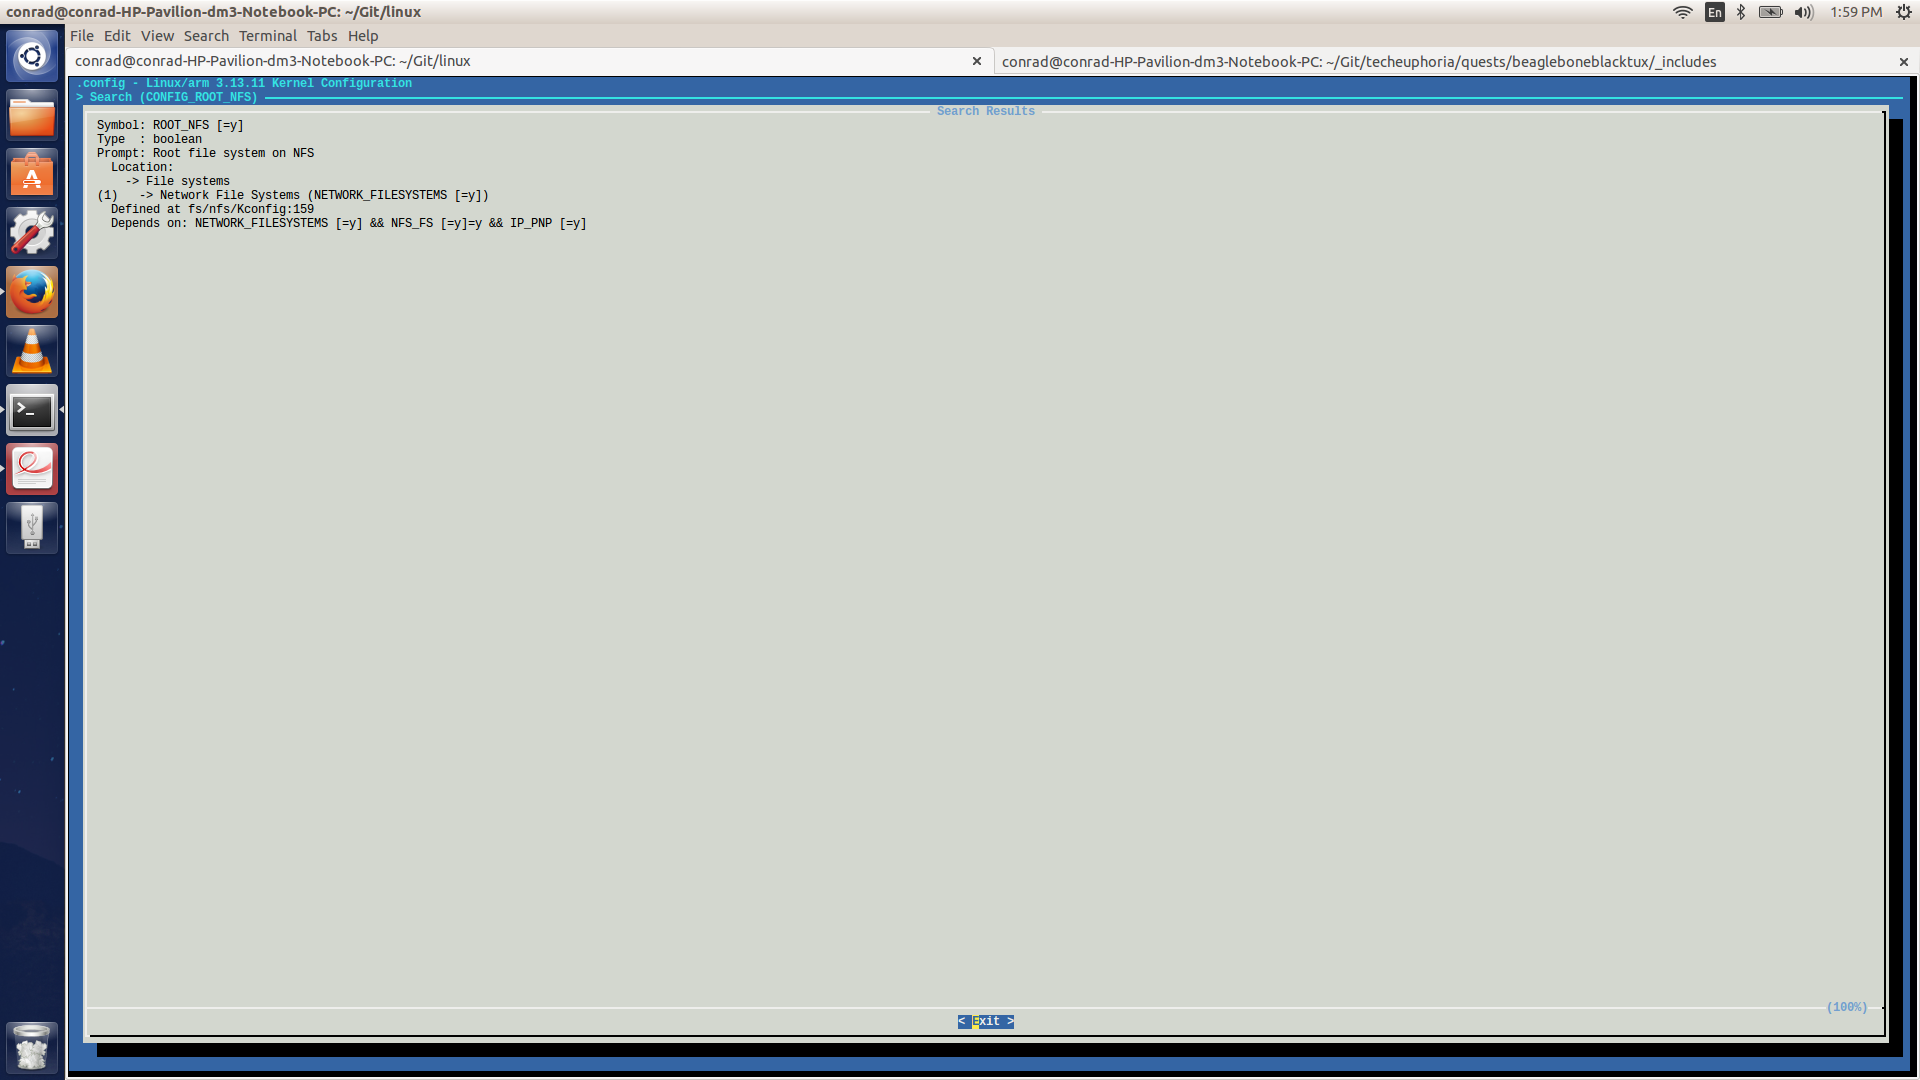 conrad@conrad-HP-Pavilion-dm3-Notebook-PC: ~/Git/linux
En
1:59 PM
File Edit View Search Terminal Tabs Help
conrad@conrad-HP-Pavilion-dm3-Notebook-PC: ~/Git/linux
conrad@conrad-HP-Pavilion-dm3-Notebook-PC: ~/Git/techeuphoria/quests/beagleboneblacktux/_includes
.config - Linux/arm 3.13.11 Kernel Configuration
> Search (CONFIG_ROOT_NFS)
Search Results
Symbol: ROOT_NFS [=y]
Type  : boolean
Prompt: Root file system on NFS
  Location:
    -> File systems
(1)   -> Network File Systems (NETWORK_FILESYSTEMS [=y])
  Defined at fs/nfs/Kconfig:159
  Depends on: NETWORK_FILESYSTEMS [=y] && NFS_FS [=y]=y && IP_PNP [=y]
(100%)
< Exit >